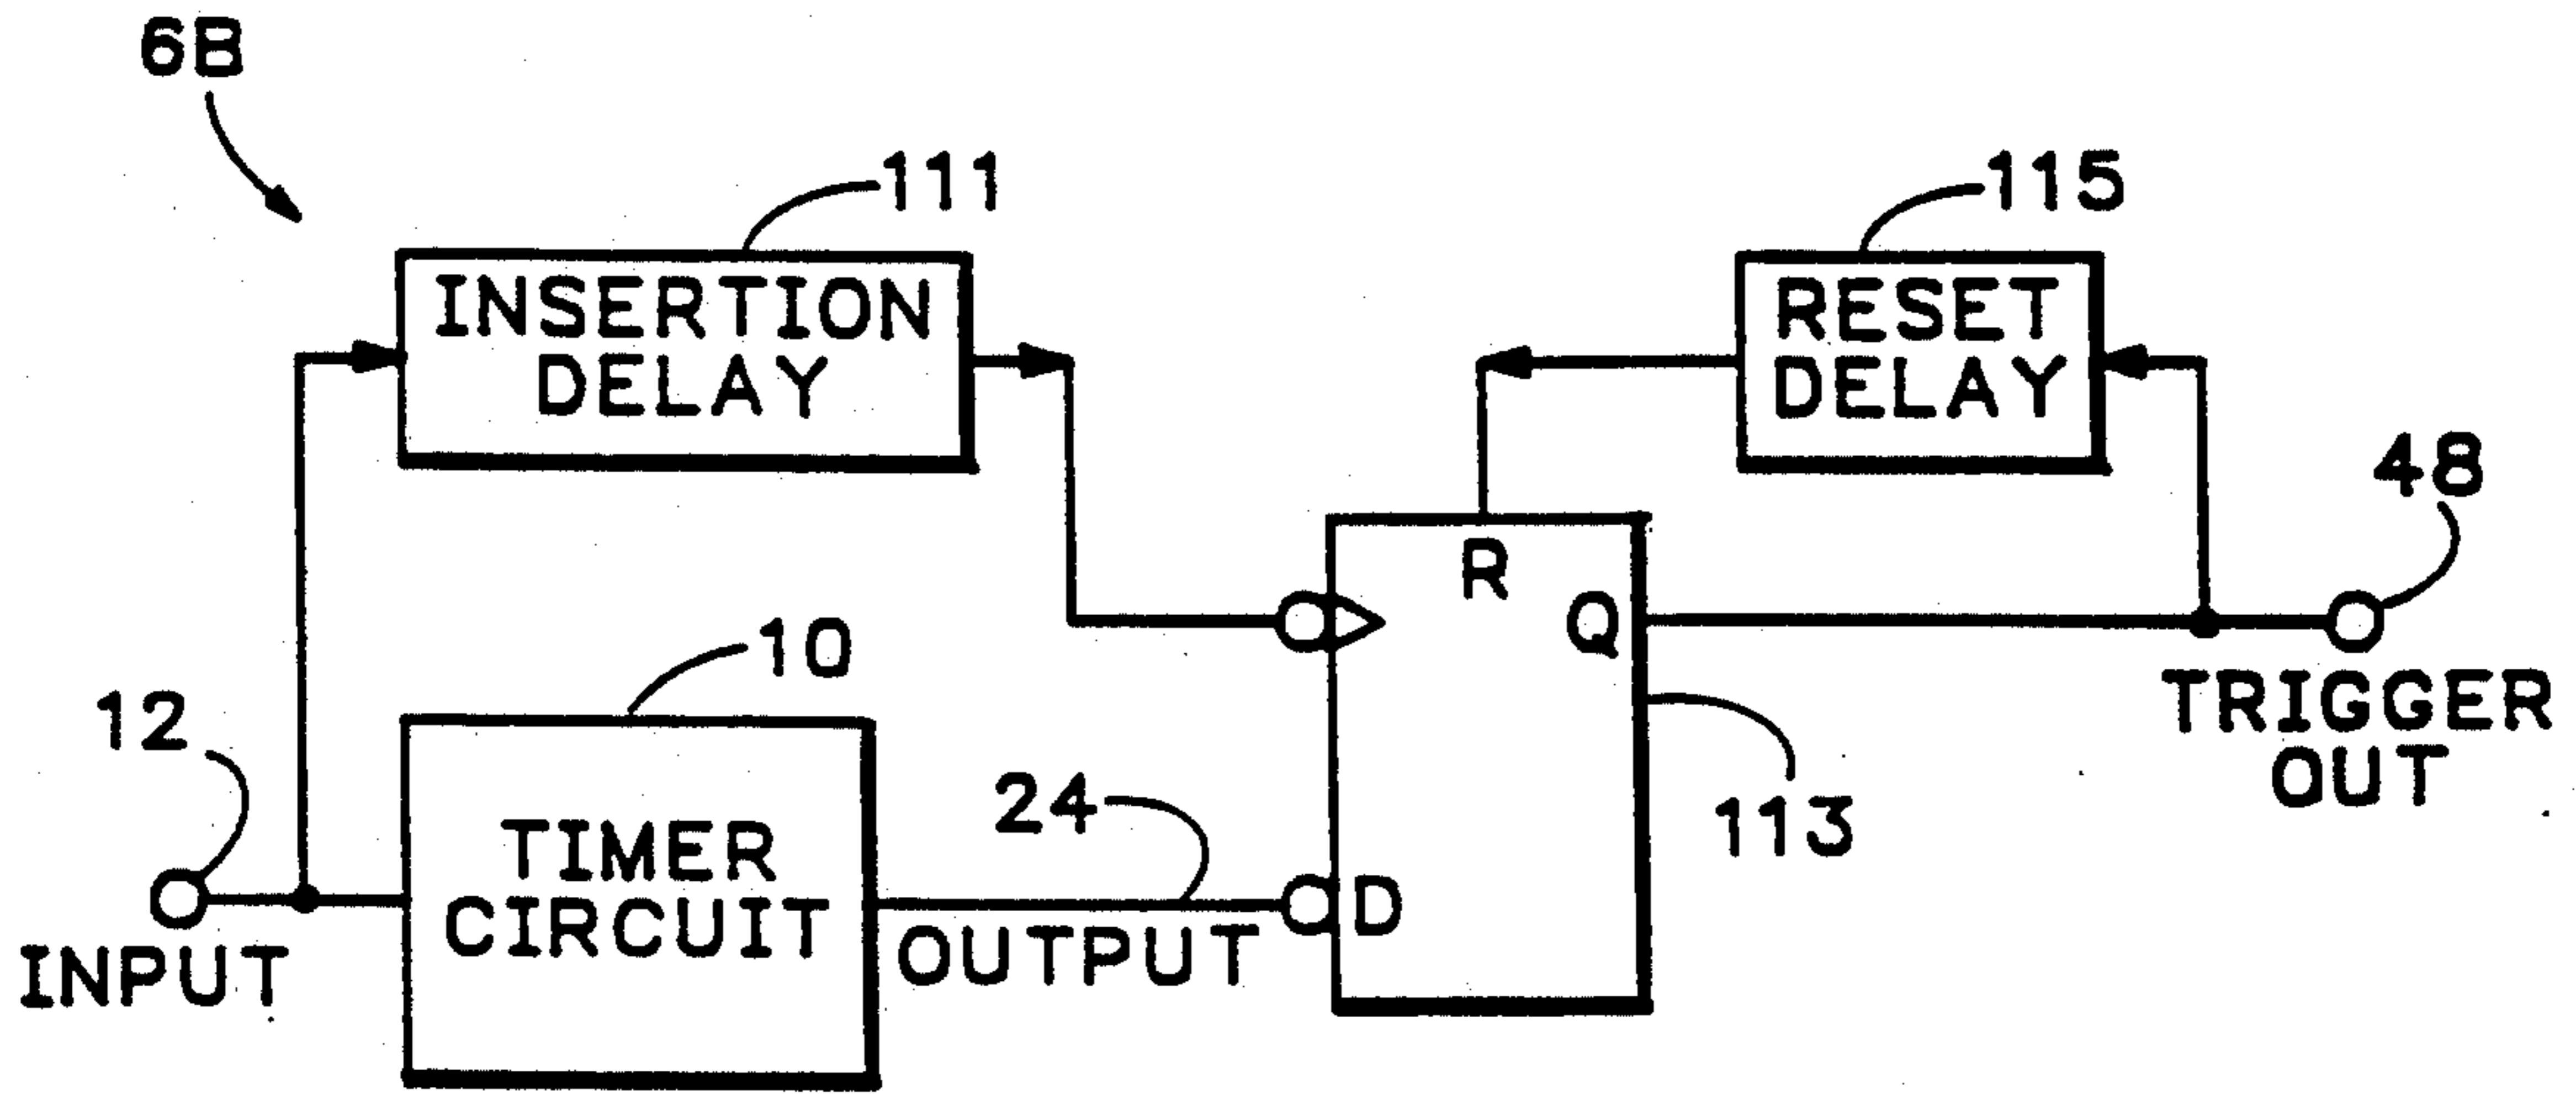 6B
111
115
INSERTION
DELAY
RESET
DELAY
48
R
Q
10
12
TRIGGER
OUT
24
113
TIMER
CIRCUIT
D
OUTPUT
INPUT